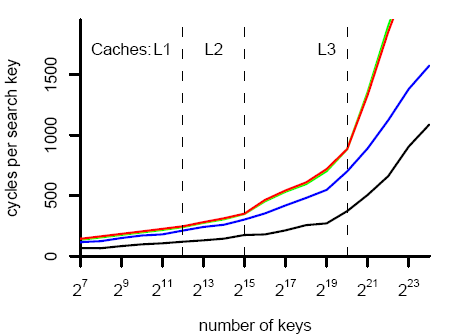 Caches: L1 L2 L3
cycles per search key
1500
1000
500
0
2^7 2^9 2^11 2^13 2^15 2^17 2^19 2^21 2^23
number of keys